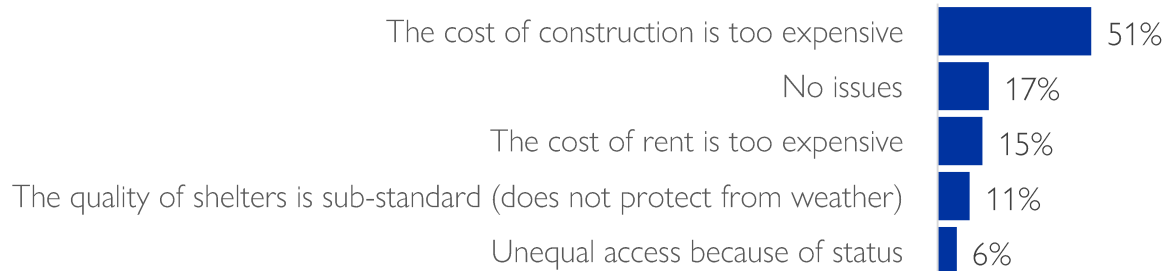 The cost of construction is too expensive 51%
No issues 17%
The cost of rent is too expensive 15%
The quality of shelters is sub-standard (does not protect from weather) 11%
Unequal access because of status 6%